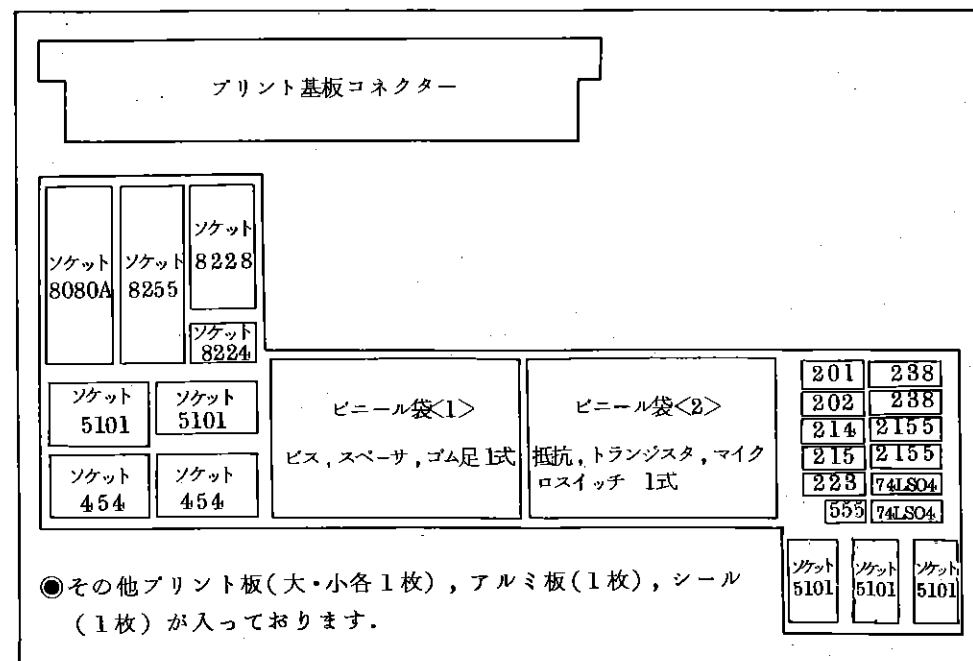 プリント基板コネクター
ソケット
8080A
ソケット
8255
ソケット
8228
ソケット
8224
ソケット
5101
ソケット
5101
ソケット
454
ソケット
454
ビニール袋<1>
ビス,スペーサ,ゴム足1式
ビニール袋<2>
抵抗,トランジスタ,マイク
ロスイッチ 1式
201
238
202
238
214
2155
215
2155
223
74LS04
555
74LS04
ソケット
5101
ソケット
5101
ソケット
5101
◉その他プリント板(大・小各1枚),アルミ板(1枚),シール
(1枚)が入っております.